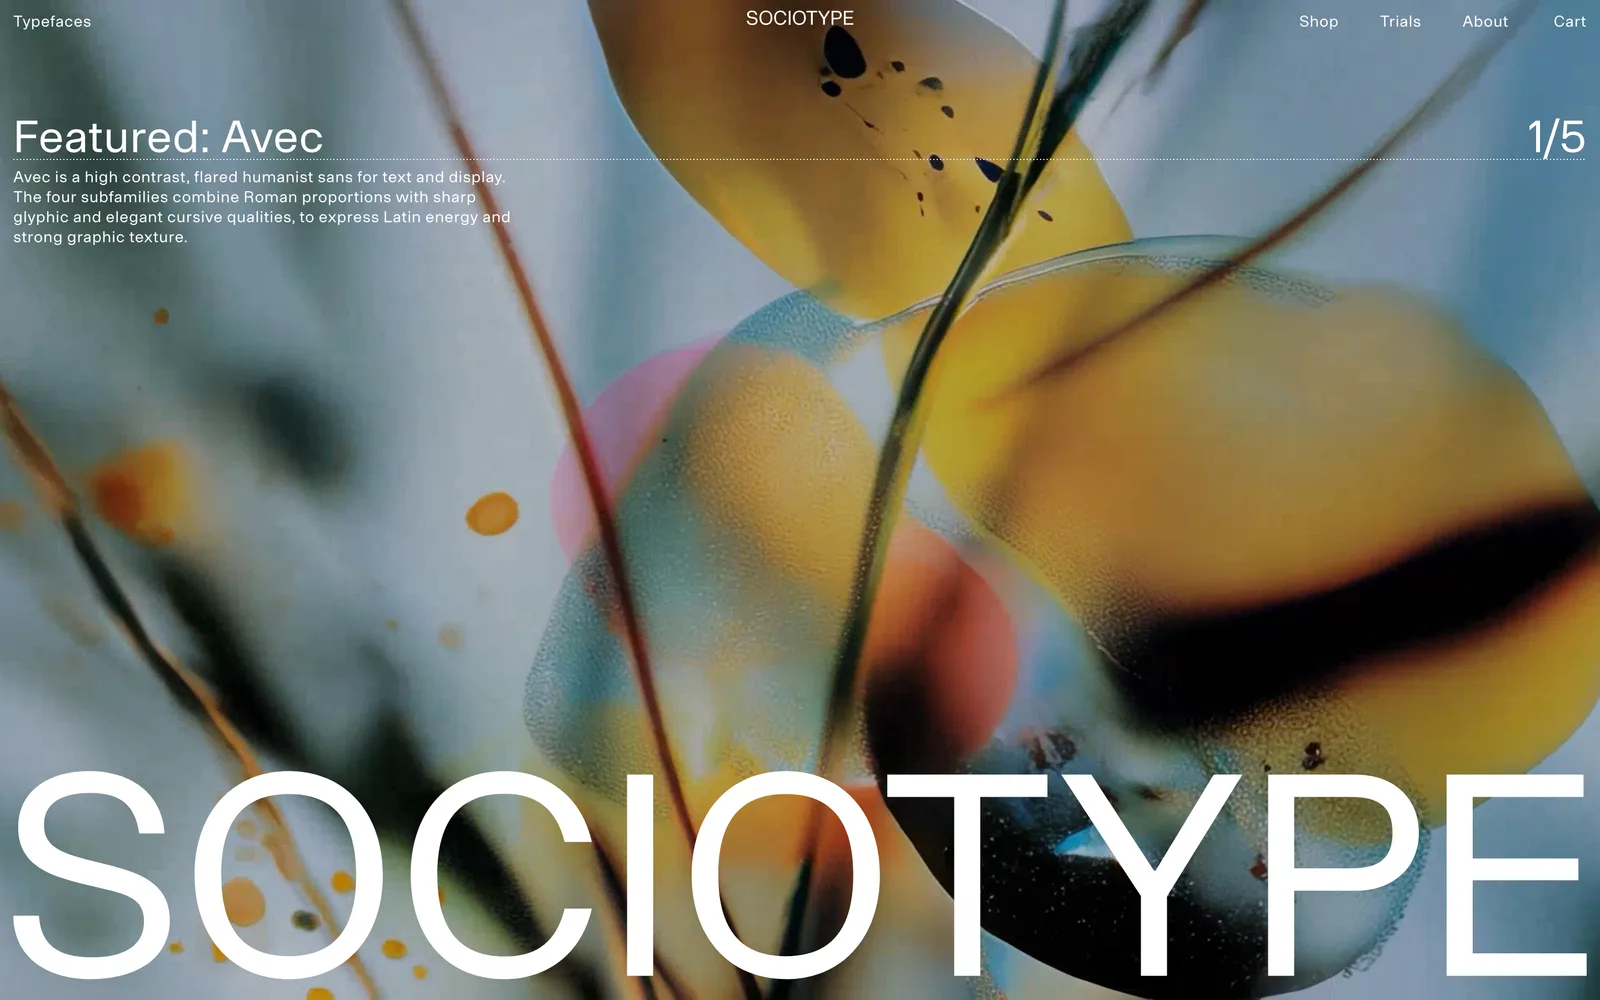 Typefaces
SOCIOTYPE
Shop
Trials
About
Cart
Featured: Avec
1/5
Avec is a high contrast, flared humanist sans for text and display.
The four subfamilies combine Roman proportions with sharp
glyphic and elegant cursive qualities, to express Latin energy and
strong graphic texture.
SOCIOTYPE